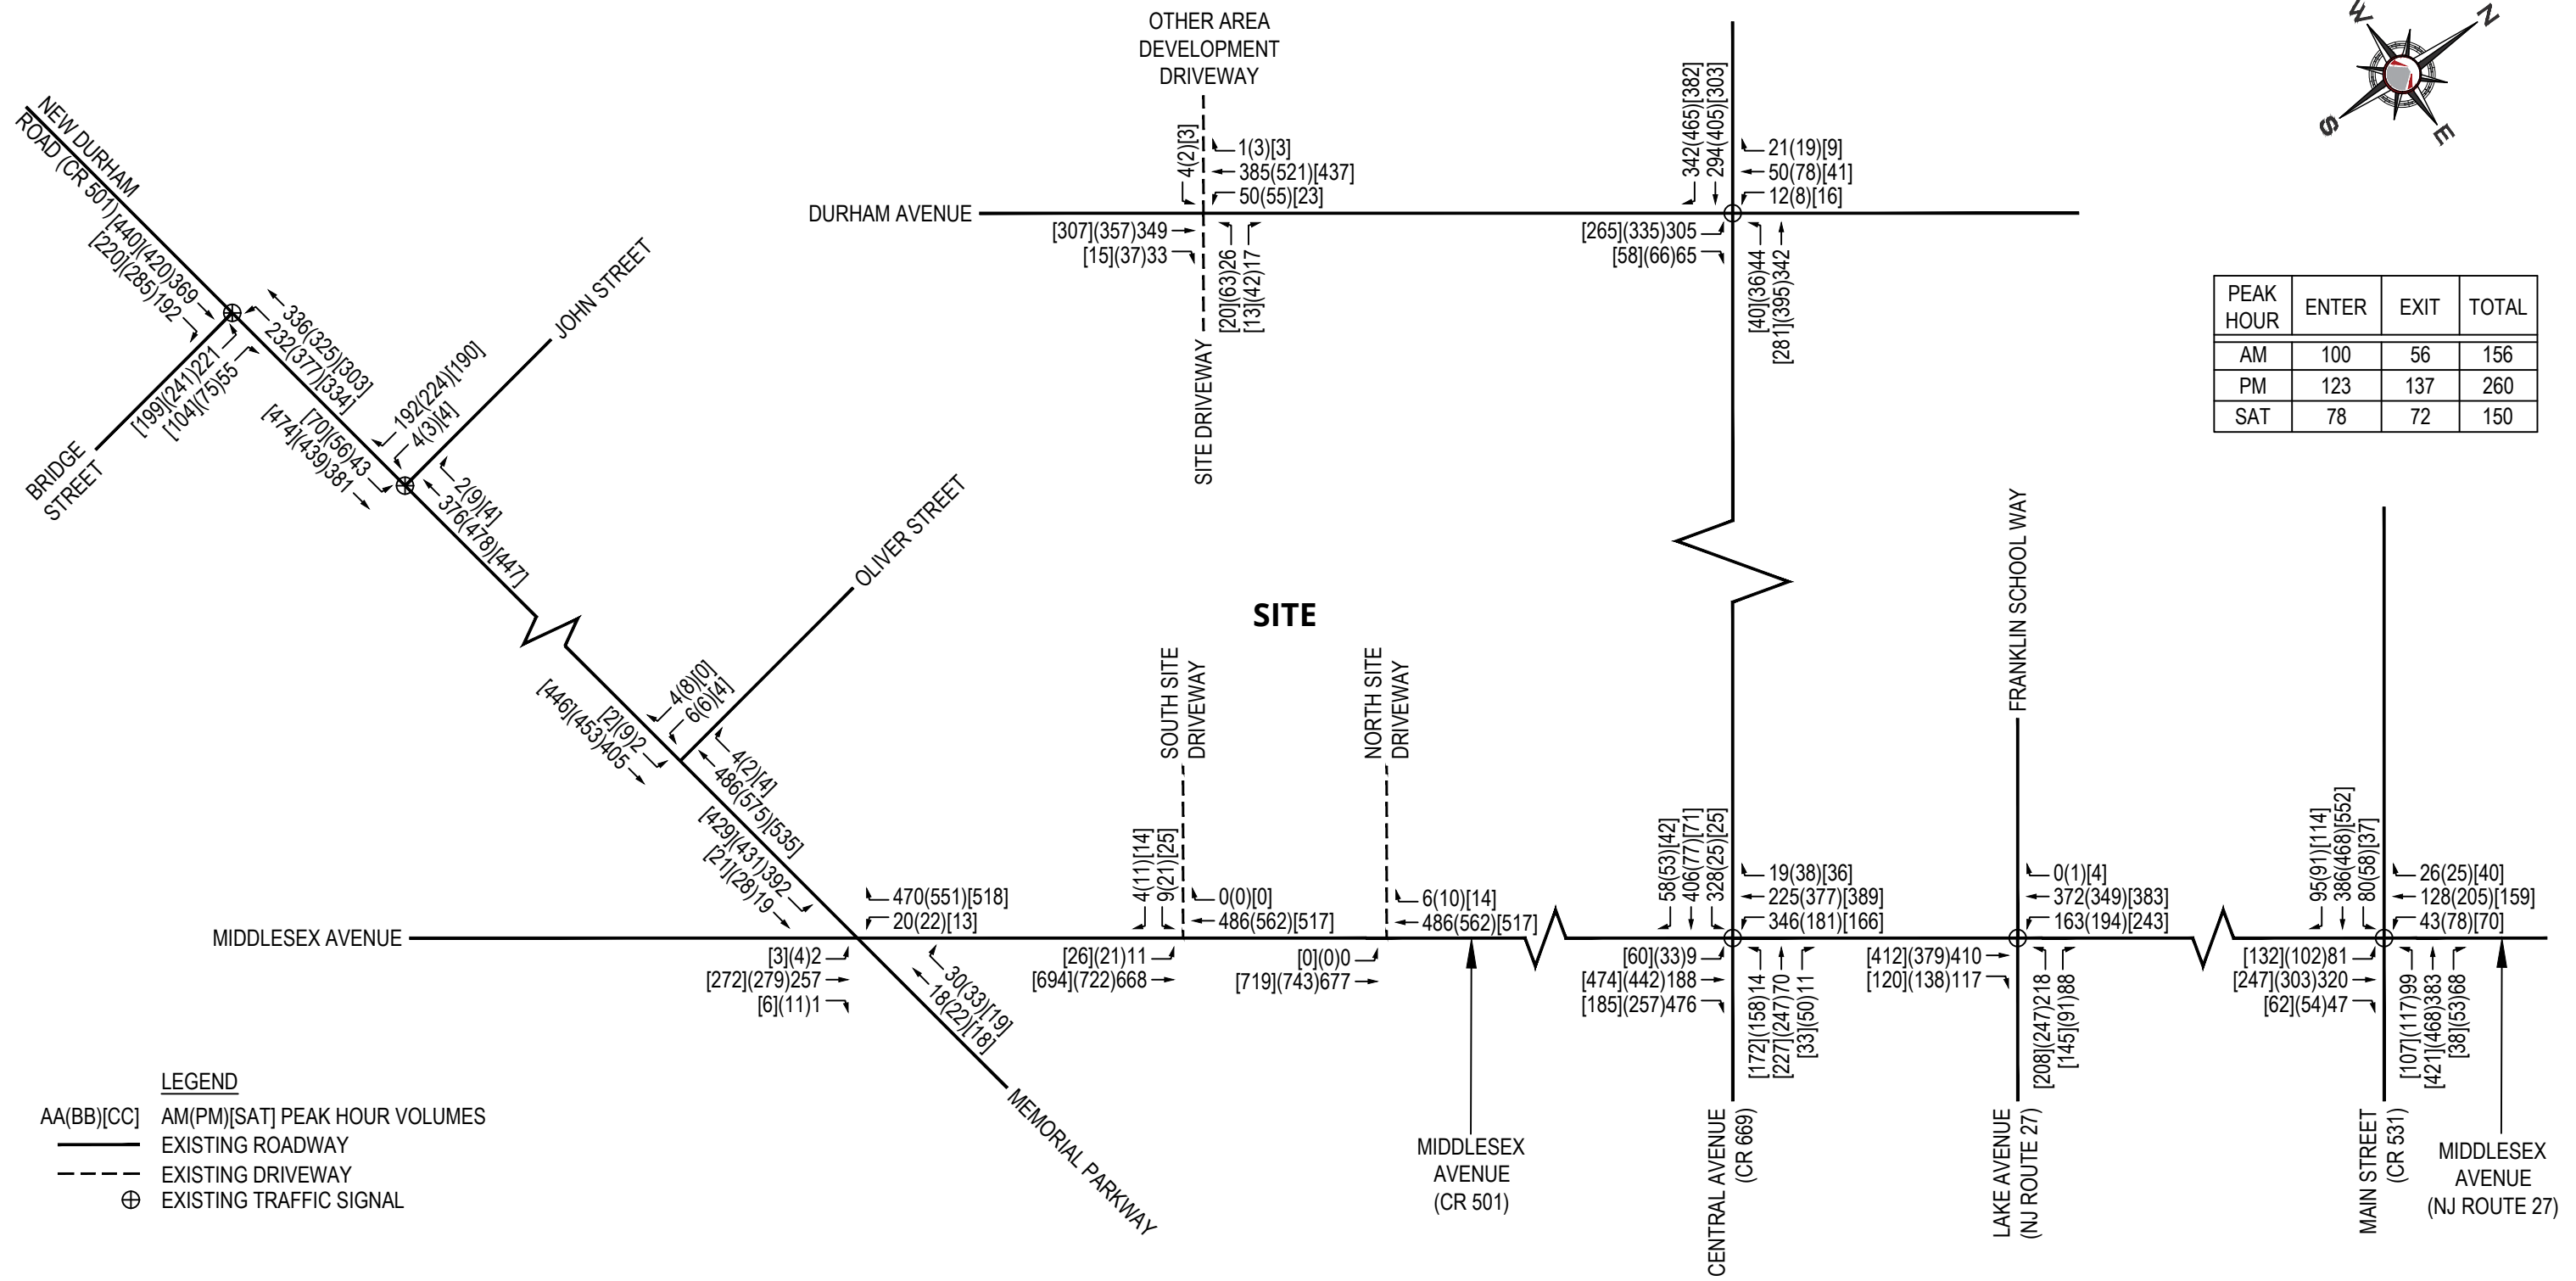 OTHER AREA
DEVELOPMENT
DRIVEWAY
W
N
S
E
NEW DURHAM
ROAD (CR 501)
[440](420)369
[220](285)192
336(325)[303]
232(377)[334]
[199](241)221
[104](75)55
BRIDGE
STREET
JOHN STREET
192(224)[190]
4(3)[4]
[70](56)43
[474](439)381
2(9)[4]
376(478)[447]
OLIVER STREET
4(8)[0]
6(6)[4]
[2](9)2
[446](453)405
4(2)[4]
486(575)[535]
[429](431)392
[21](28)19
DURHAM AVENUE
4(2)[3]
1(3)[3]
385(521)[437]
50(55)[23]
[307](357)349
[15](37)33
[20](63)26
[13](42)17
SITE DRIVEWAY
342(465)[382]
294(405)[303]
21(19)[9]
50(78)[41]
12(8)[16]
[265](335)305
[58](66)65
[40](36)44
[281](395)342
PEAK HOUR ENTER EXIT TOTAL
AM 100 56 156
PM 123 137 260
SAT 78 72 150
SITE
SOUTH SITE
DRIVEWAY
NORTH SITE
DRIVEWAY
FRANKLIN SCHOOL WAY
MIDDLESEX AVENUE
470(551)[518]
20(22)[13]
[3](4)2
[272](279)257
[6](11)1
30(33)[19]
18(22)[18]
MEMORIAL PARKWAY
4(11)[14]
9(21)[25]
0(0)[0]
486(562)[517]
[26](21)11
[694](722)668
6(10)[14]
486(562)[517]
[0](0)0
[719](743)677
MIDDLESEX
AVENUE
(CR 501)
58(53)[42]
406(77)[71]
328(25)[25]
19(38)[36]
225(377)[389]
346(181)[166]
[60](33)9
[474](442)188
[185](257)476
[172](158)14
[227](247)70
[33](50)11
CENTRAL AVENUE
(CR 669)
0(1)[4]
372(349)[383]
163(194)[243]
[412](379)410
[120](138)117
[208](247)218
[145](91)88
LAKE AVENUE
(NJ ROUTE 27)
95(91)[114]
386(468)[552]
80(58)[37]
26(25)[40]
128(205)[159]
43(78)[70]
[132](102)81
[247](303)320
[62](54)47
[107](117)99
[421](468)383
[38](53)68
MAIN STREET
(CR 531)
MIDDLESEX
AVENUE
(NJ ROUTE 27)
LEGEND
AA(BB)[CC] AM(PM)[SAT] PEAK HOUR VOLUMES
EXISTING ROADWAY
EXISTING DRIVEWAY
EXISTING TRAFFIC SIGNAL